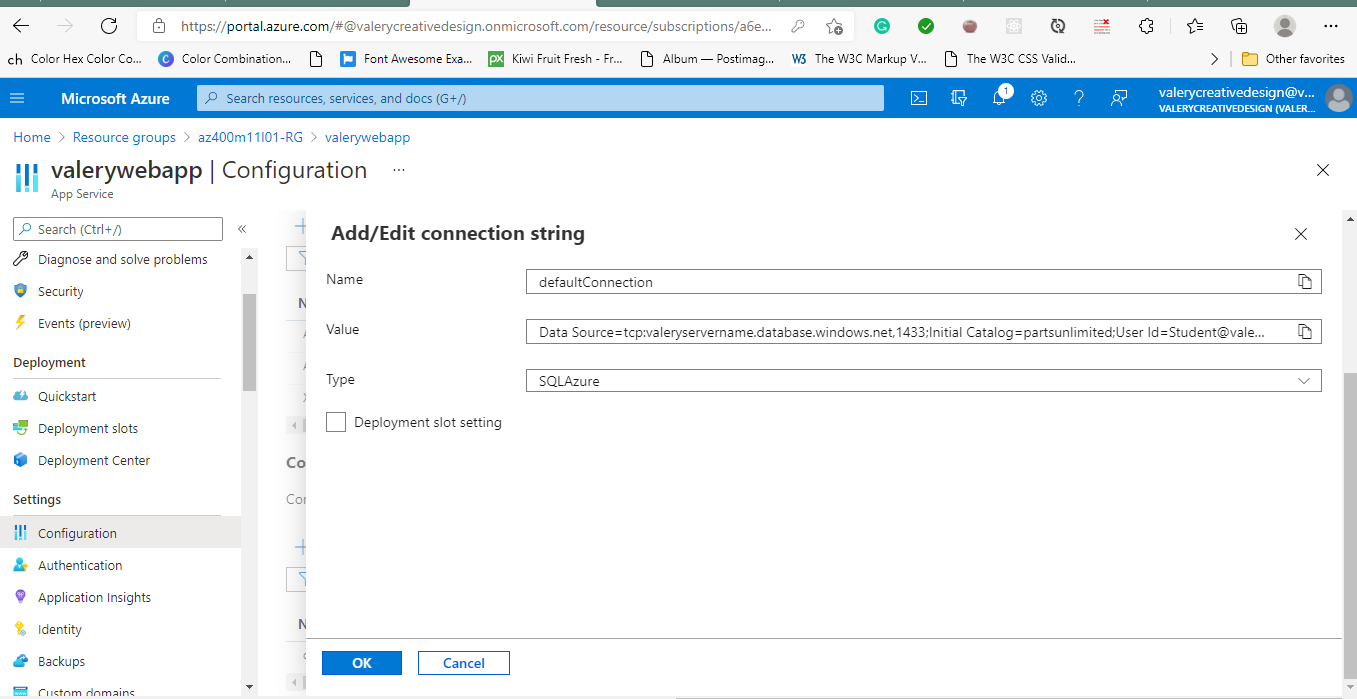 https://portal.azure.com/#@valerycreativedesign.onmicrosoft.com/resource/subscriptions/a6e...
ch Color Hex Color Co... Color Combination... Font Awesome Exa... Kiwi Fruit Fresh - Fr... Album — Postimag... The W3C Markup V... The W3C CSS Valid... Other favorites
Microsoft Azure Search resources, services, and docs (G+/) 1 valerycreativedesign@v...
VALERYCREATIVEDESIGN (VALER...
Home > Resource groups > az400m11l01-RG > valerywebapp
valerywebapp | Configuration ...
App Service
Search (Ctrl+/) «
Diagnose and solve problems
Security
Events (preview)
Deployment
Quickstart
Deployment slots
Deployment Center
Settings
Configuration
Authentication
Application Insights
Identity
Backups
Custom domains
Co
Add/Edit connection string
Name defaultConnection
Value Data Source=tcp:valeryservername.database.windows.net,1433;Initial Catalog=partsunlimited;User Id=Student@vale...
Type SQLAzure
Deployment slot setting
OK Cancel